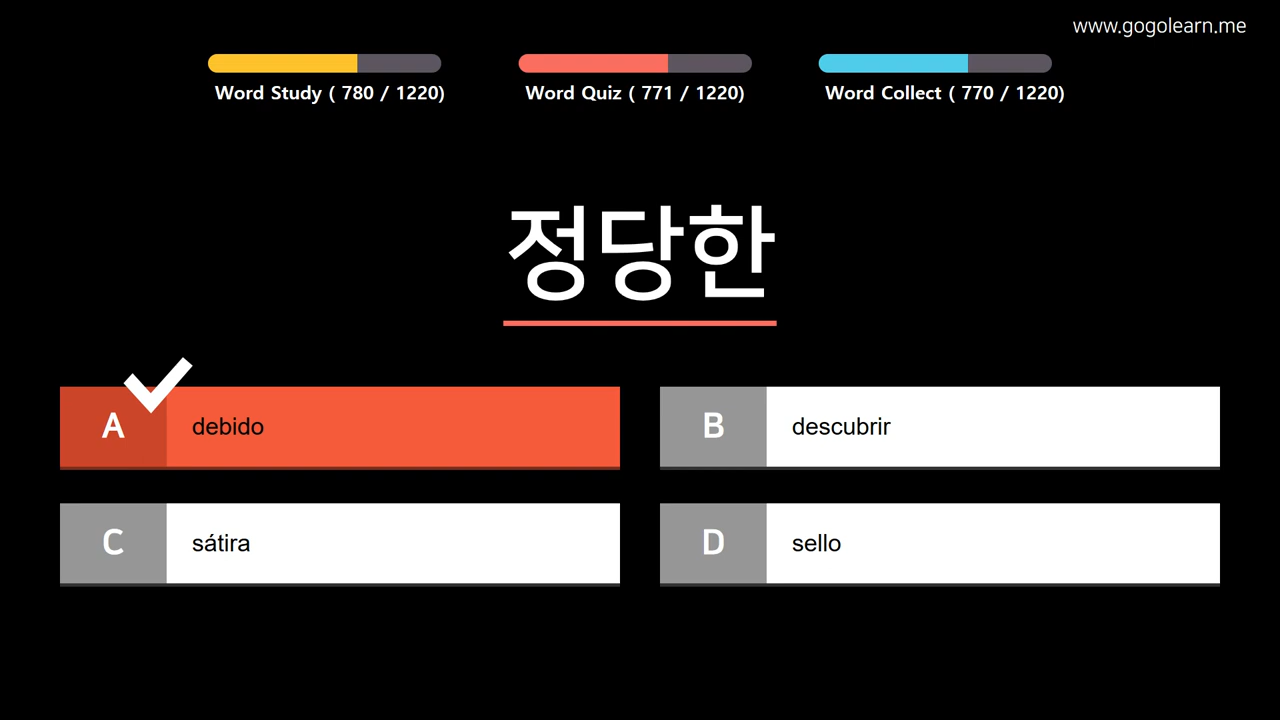 www.gogolearn.me
Word Study ( 780 / 1220)
Word Quiz ( 771 / 1220)
Word Collect ( 770 / 1220)
정당한
A debido
B descubrir
C sátira
D sello